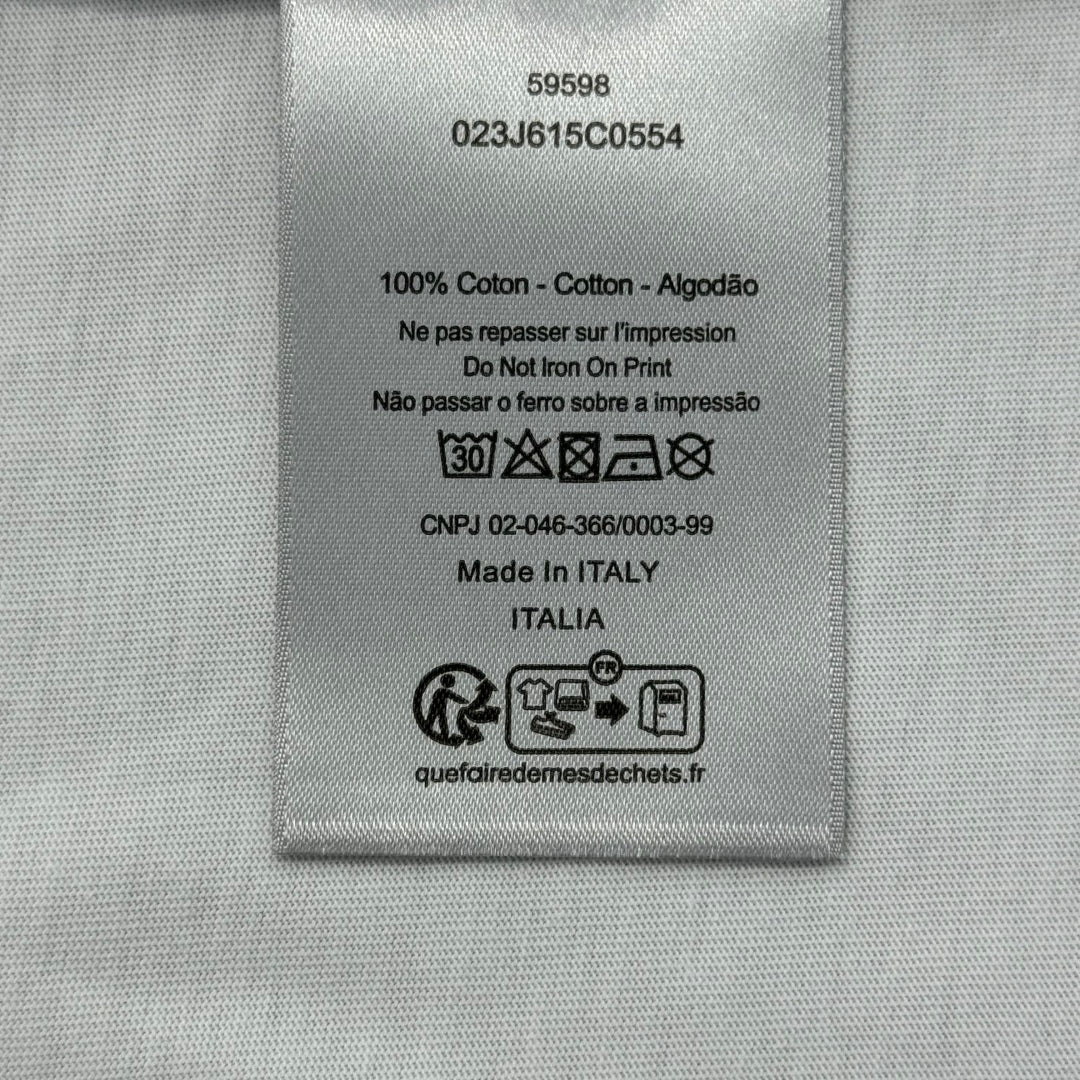 59598
023J615C0554
100% Coton - Cotton - Algodão
Ne pas repasser sur l'impression
Do Not Iron On Print
Não passar o ferro sobre a impressão
30
CNPJ 02-046-366/0003-99
Made In ITALY
ITALIA
FR
quefairedemesdechets.fr